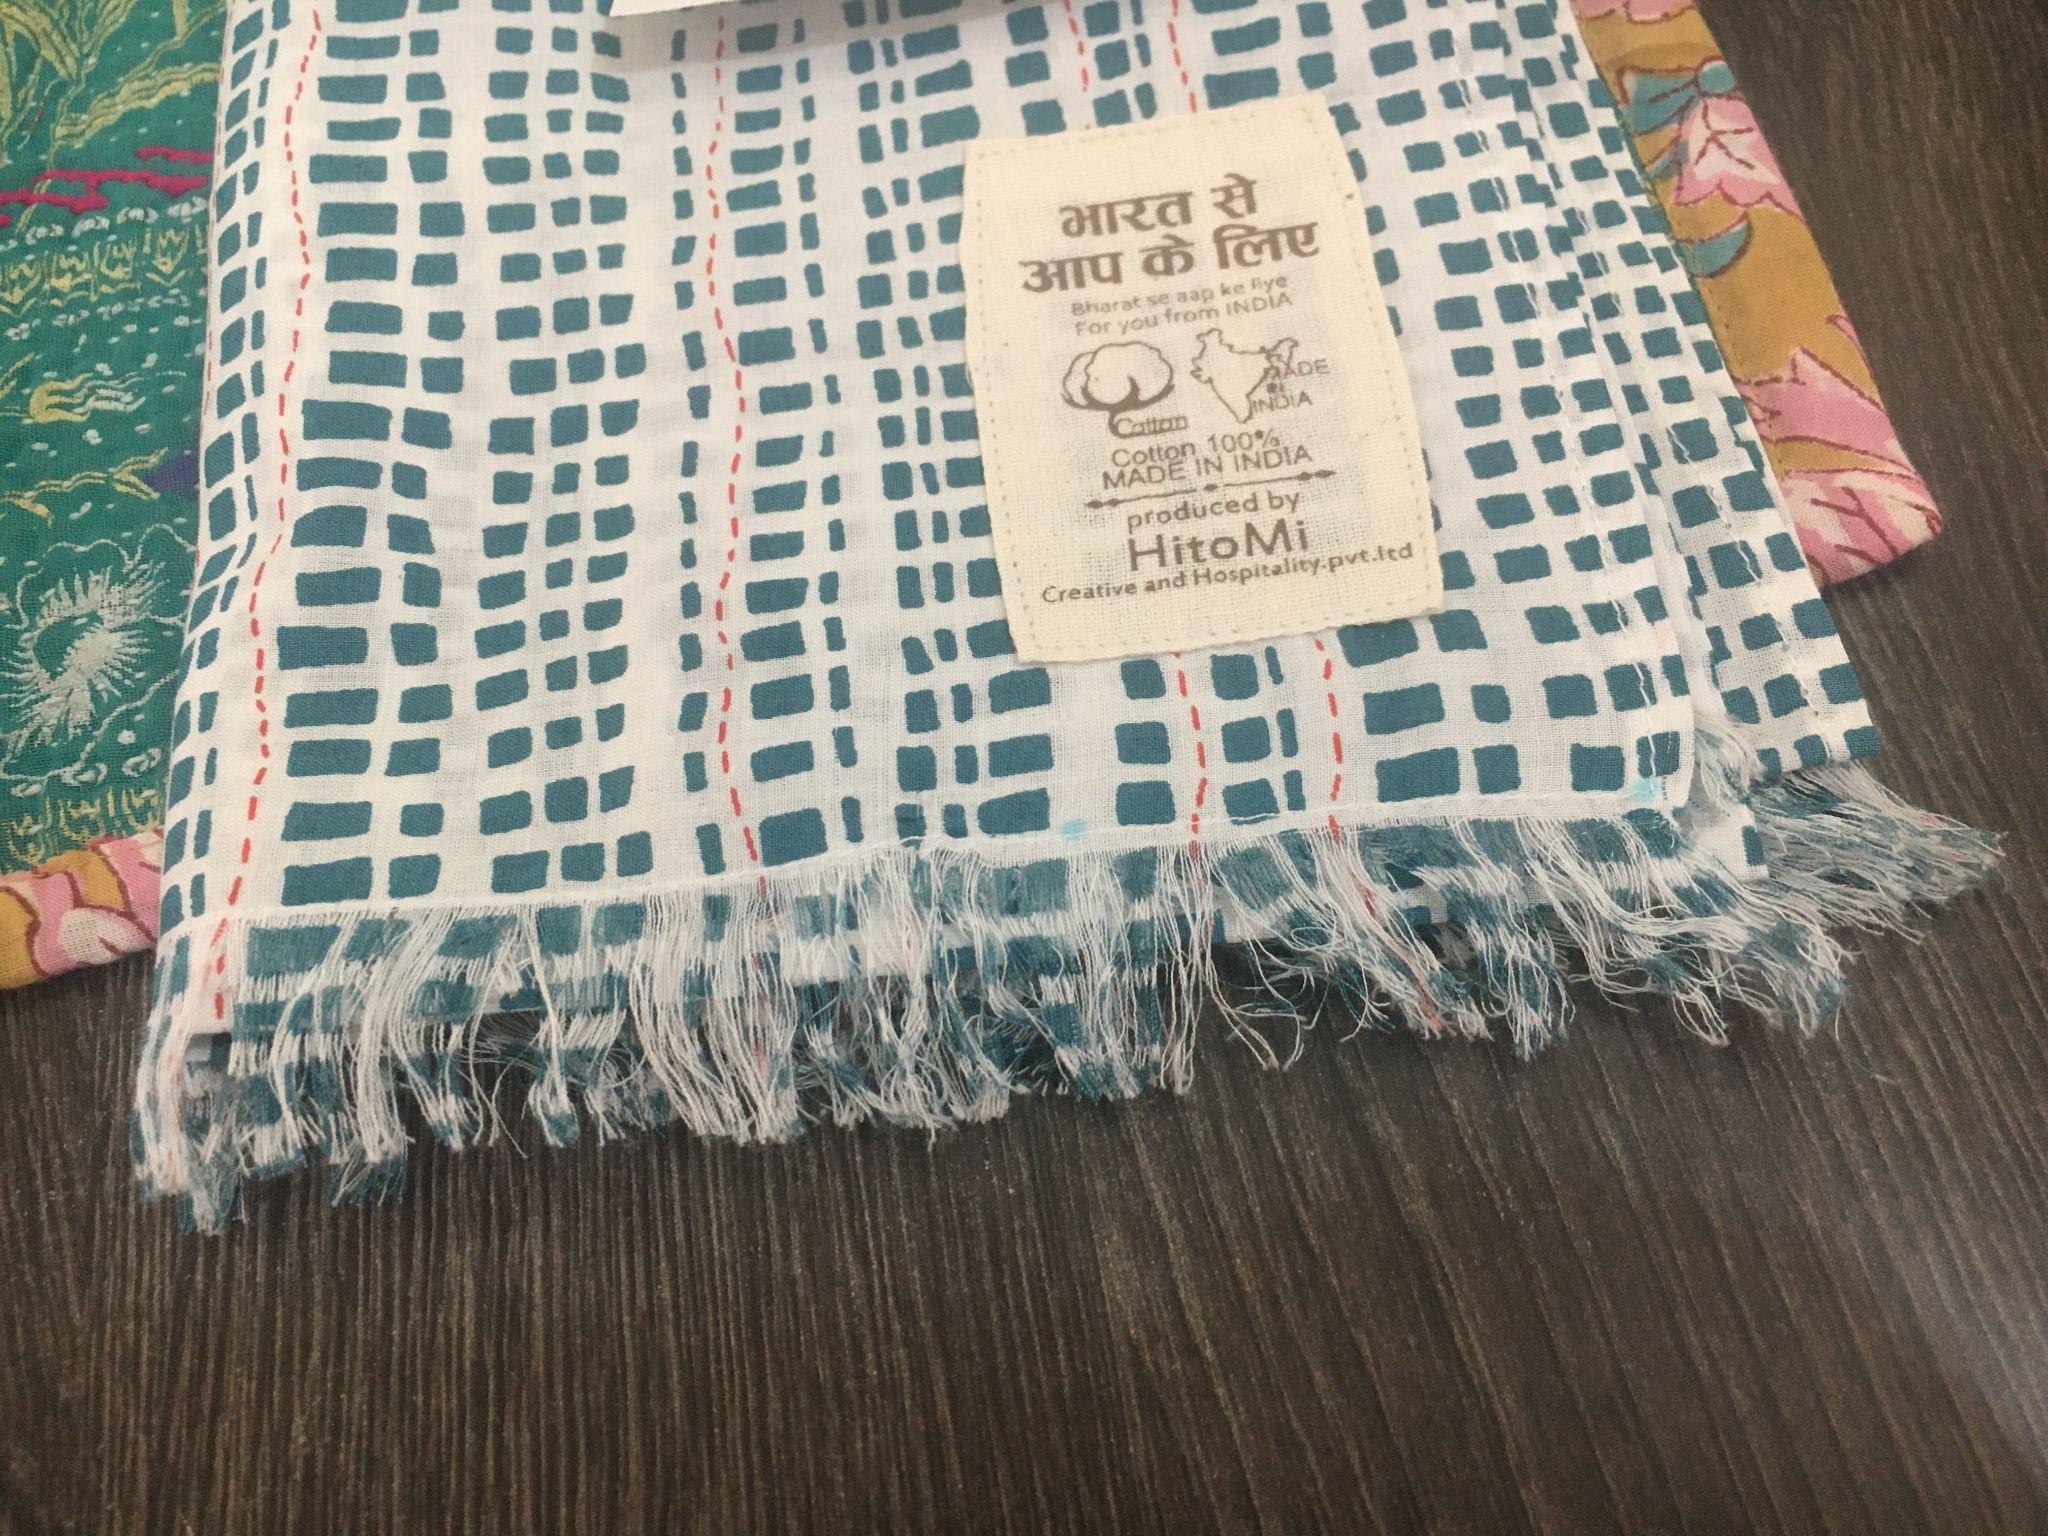 भारत से
आप के लिए
Bharat se aap ke liye
For you from INDIA
MADE
IN
INDIA
Cotton
Cotton 100%
MADE IN INDIA
produced by
HitoMi
Creative and Hospitality.pvt.ltd